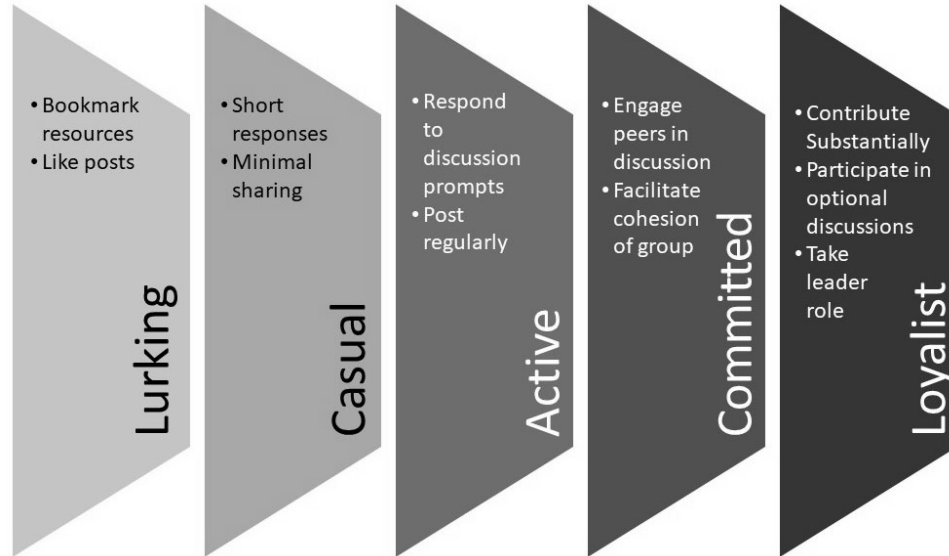 • Bookmark
resources
• Like posts
Lurking
• Short
responses
• Minimal
sharing
Casual
• Respond
to
discussion
prompts
• Post
regularly
Active
• Engage
peers in
discussion
• Facilitate
cohesion
of group
Committed
• Contribute
Substantially
• Participate in
optional
discussions
• Take
leader
role
Loyalist